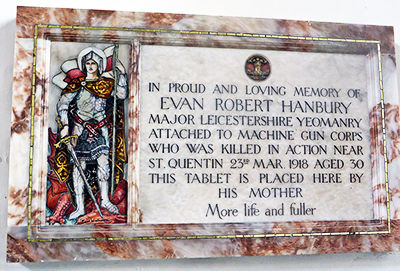 IN PROUD AND LOVING MEMORY OF
EVAN ROBERT HANBURY
MAJOR LEICESTERSHIRE YEOMANRY
ATTACHED TO MACHINE GUN CORPS
WHO WAS KILLED IN ACTION NEAR
ST. QUENTIN 23RD MAR. 1918 AGED 30
THIS TABLET IS PLACED HERE BY
HIS MOTHER
More life and fuller